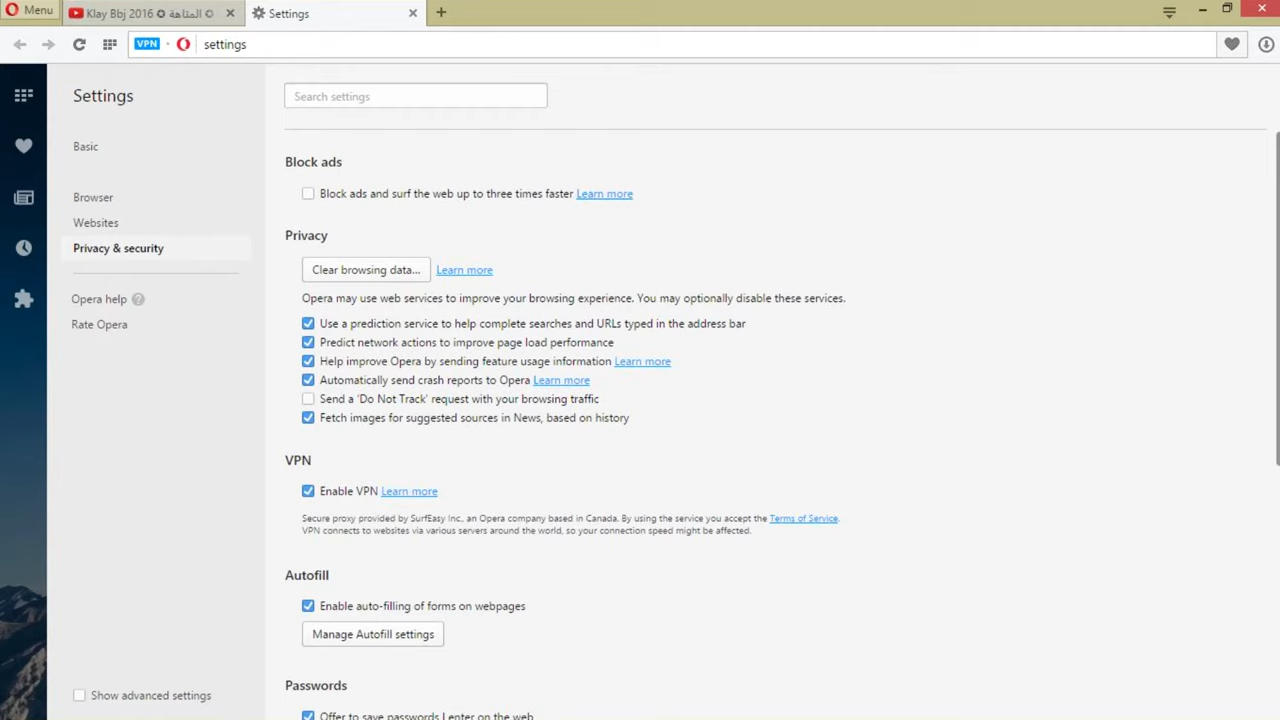 Menu
Klay Bbj 2016 ✪ المتاهة ✪
Settings
VPN
settings
Settings
Search settings
Basic
Block ads
Block ads and surf the web up to three times faster Learn more
Browser
Websites
Privacy & security
Privacy
Clear browsing data... Learn more
Opera help ?
Rate Opera
Opera may use web services to improve your browsing experience. You may optionally disable these services.
Use a prediction service to help complete searches and URLs typed in the address bar
Predict network actions to improve page load performance
Help improve Opera by sending feature usage information Learn more
Automatically send crash reports to Opera Learn more
Send a 'Do Not Track' request with your browsing traffic
Fetch images for suggested sources in News, based on history
VPN
Enable VPN Learn more
Secure proxy provided by SurfEasy Inc., an Opera company based in Canada. By using the service you accept the Terms of Service.
VPN connects to websites via various servers around the world, so your connection speed might be affected.
Autofill
Enable auto-filling of forms on webpages
Manage Autofill settings
Passwords
Show advanced settings
Offer to save passwords I enter on the web